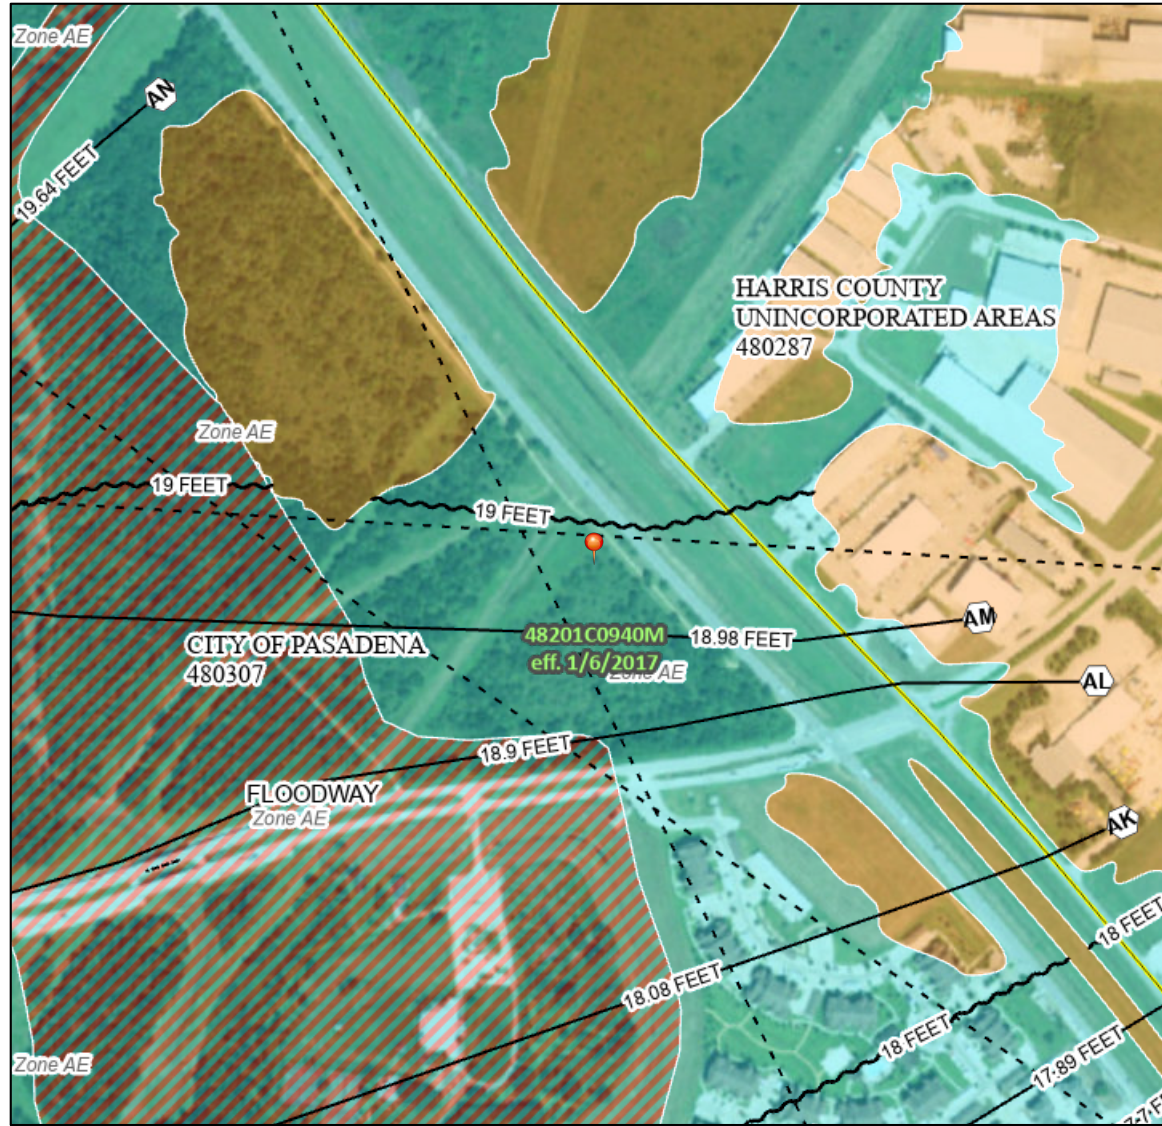 Zone AE
AN
19.64 FEET
HARRIS COUNTY
UNINCORPORATED AREAS
480287
Zone AE
19 FEET
19 FEET
AM
48201C0940M
18.98 FEET
CITY OF PASADENA
480307
eff. 1/6/2017
Zone AE
AL
18.9 FEET
FLOODWAY
Zone AE
AK
18 FEET
18.08 FEET
18 FEET
17.89 FEET
Zone AE